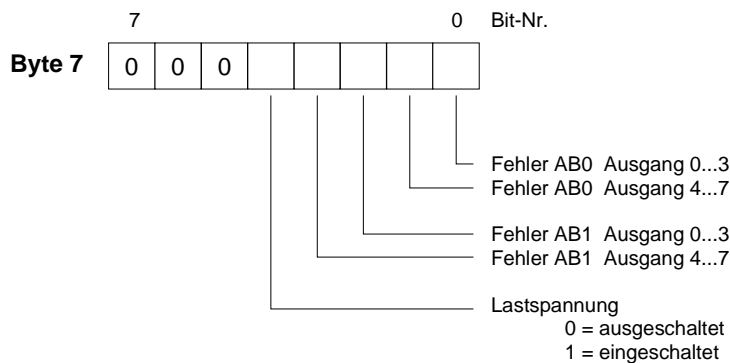 7 0 Bit-Nr.
Byte 7 0 0 0
Fehler AB0 Ausgang 0...3
Fehler AB0 Ausgang 4...7
Fehler AB1 Ausgang 0...3
Fehler AB1 Ausgang 4...7
Lastspannung
0 = ausgeschaltet
1 = eingeschaltet